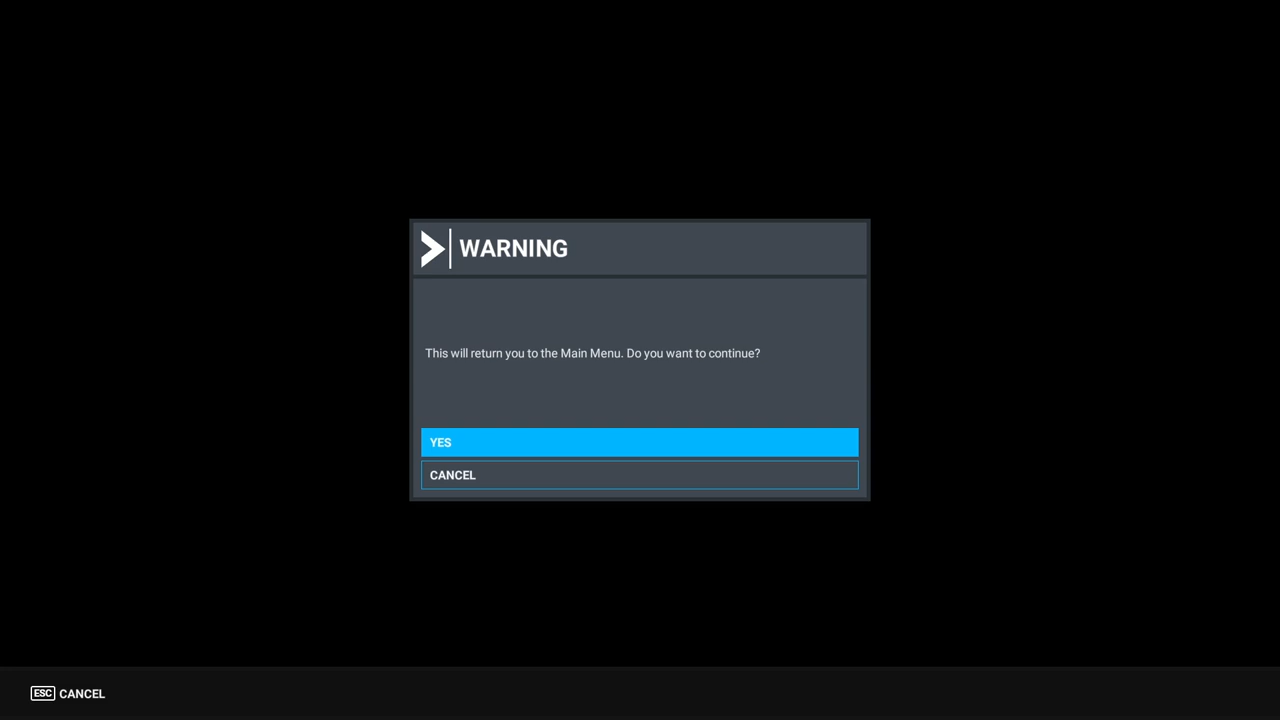 WARNING
This will return you to the Main Menu. Do you want to continue?
YES
CANCEL
ESC CANCEL